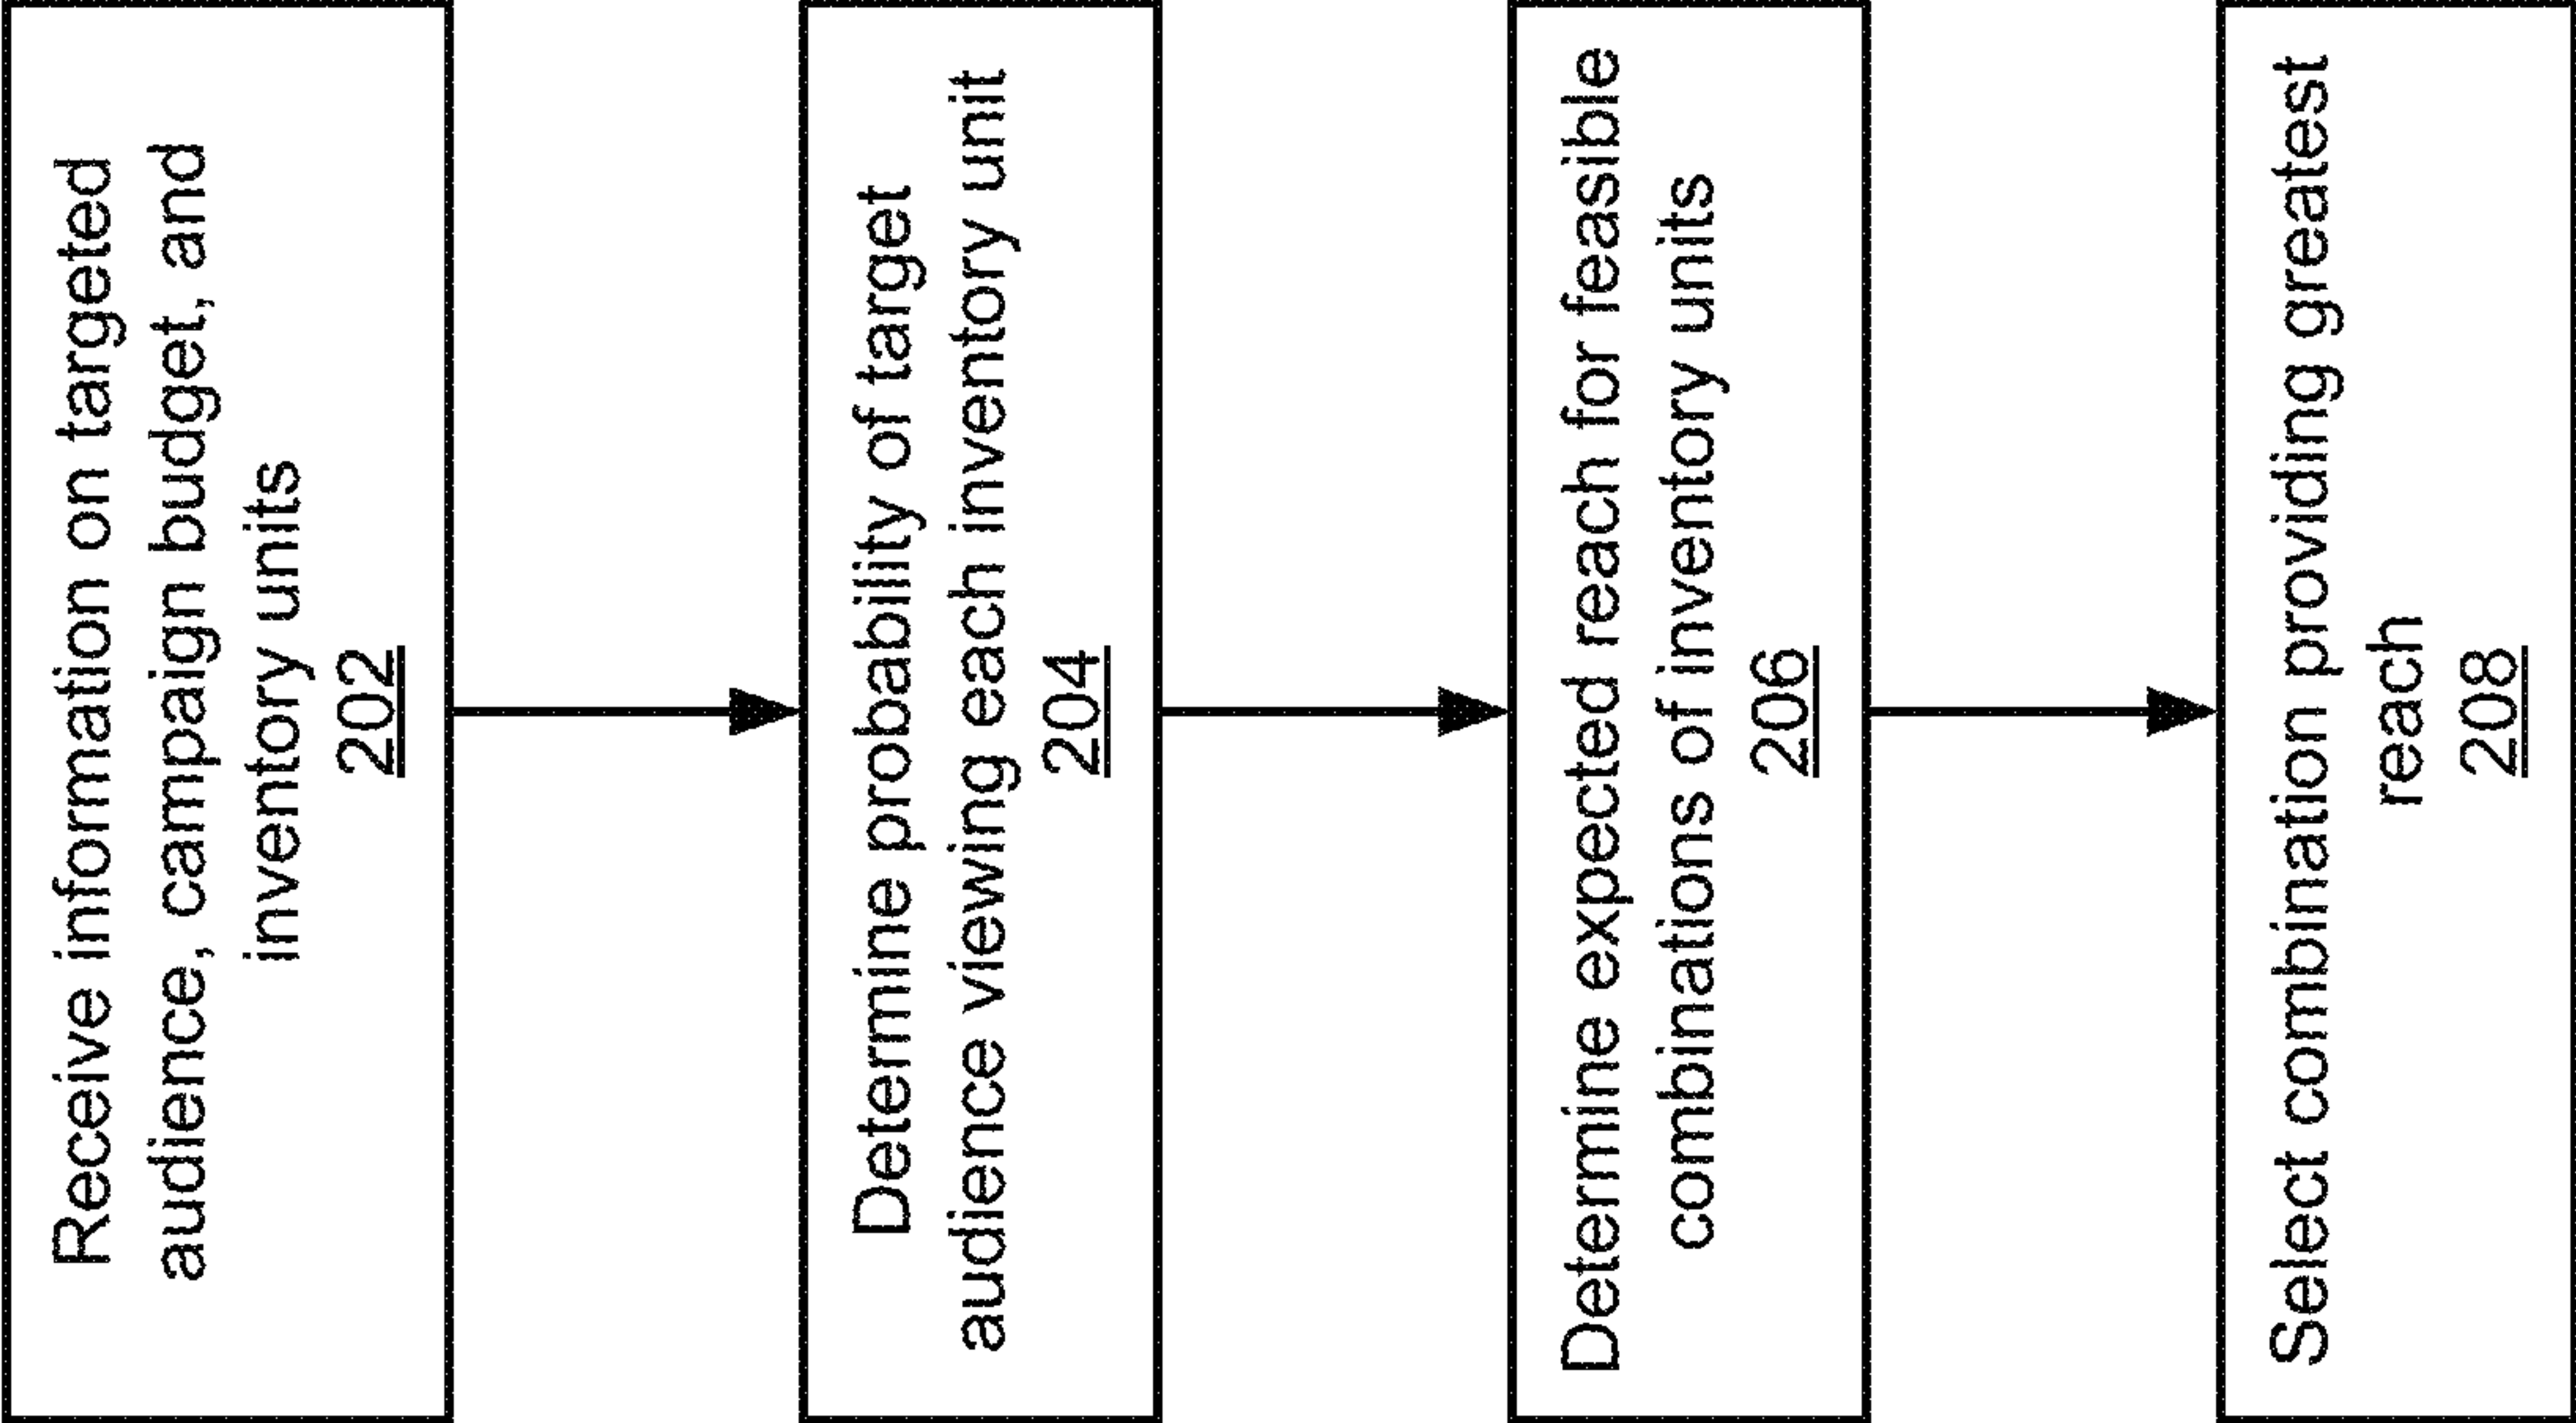 Receive information on targeted
audience, campaign budget, and
inventory units
202
Determine probability of target
audience viewing each inventory unit
204
Determine expected reach for feasible
combinations of inventory units
206
Select combination providing greatest
reach
208